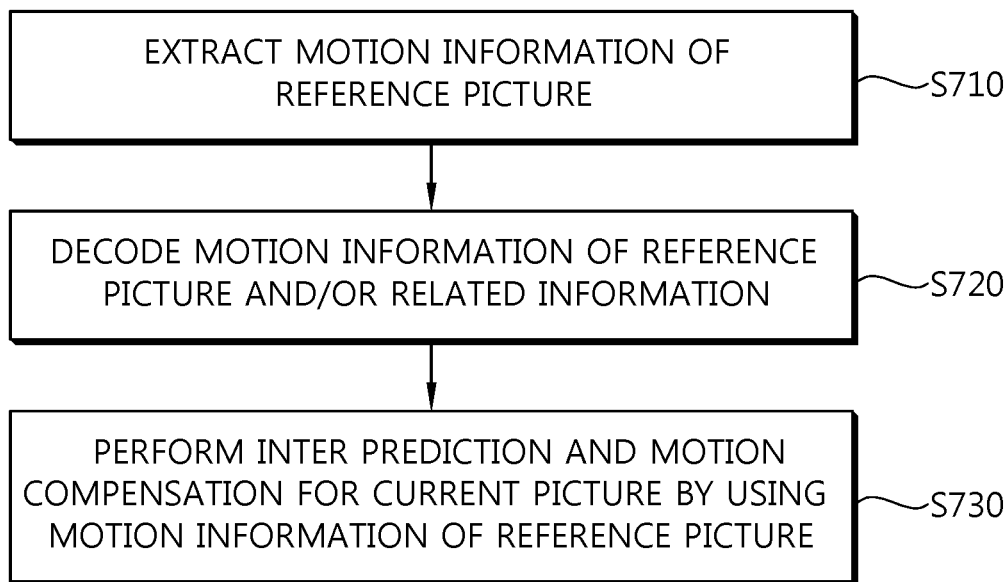 EXTRACT MOTION INFORMATION OF
REFERENCE PICTURE
S710
DECODE MOTION INFORMATION OF REFERENCE
PICTURE AND/OR RELATED INFORMATION
S720
PERFORM INTER PREDICTION AND MOTION
COMPENSATION FOR CURRENT PICTURE BY USING
MOTION INFORMATION OF REFERENCE PICTURE
S730